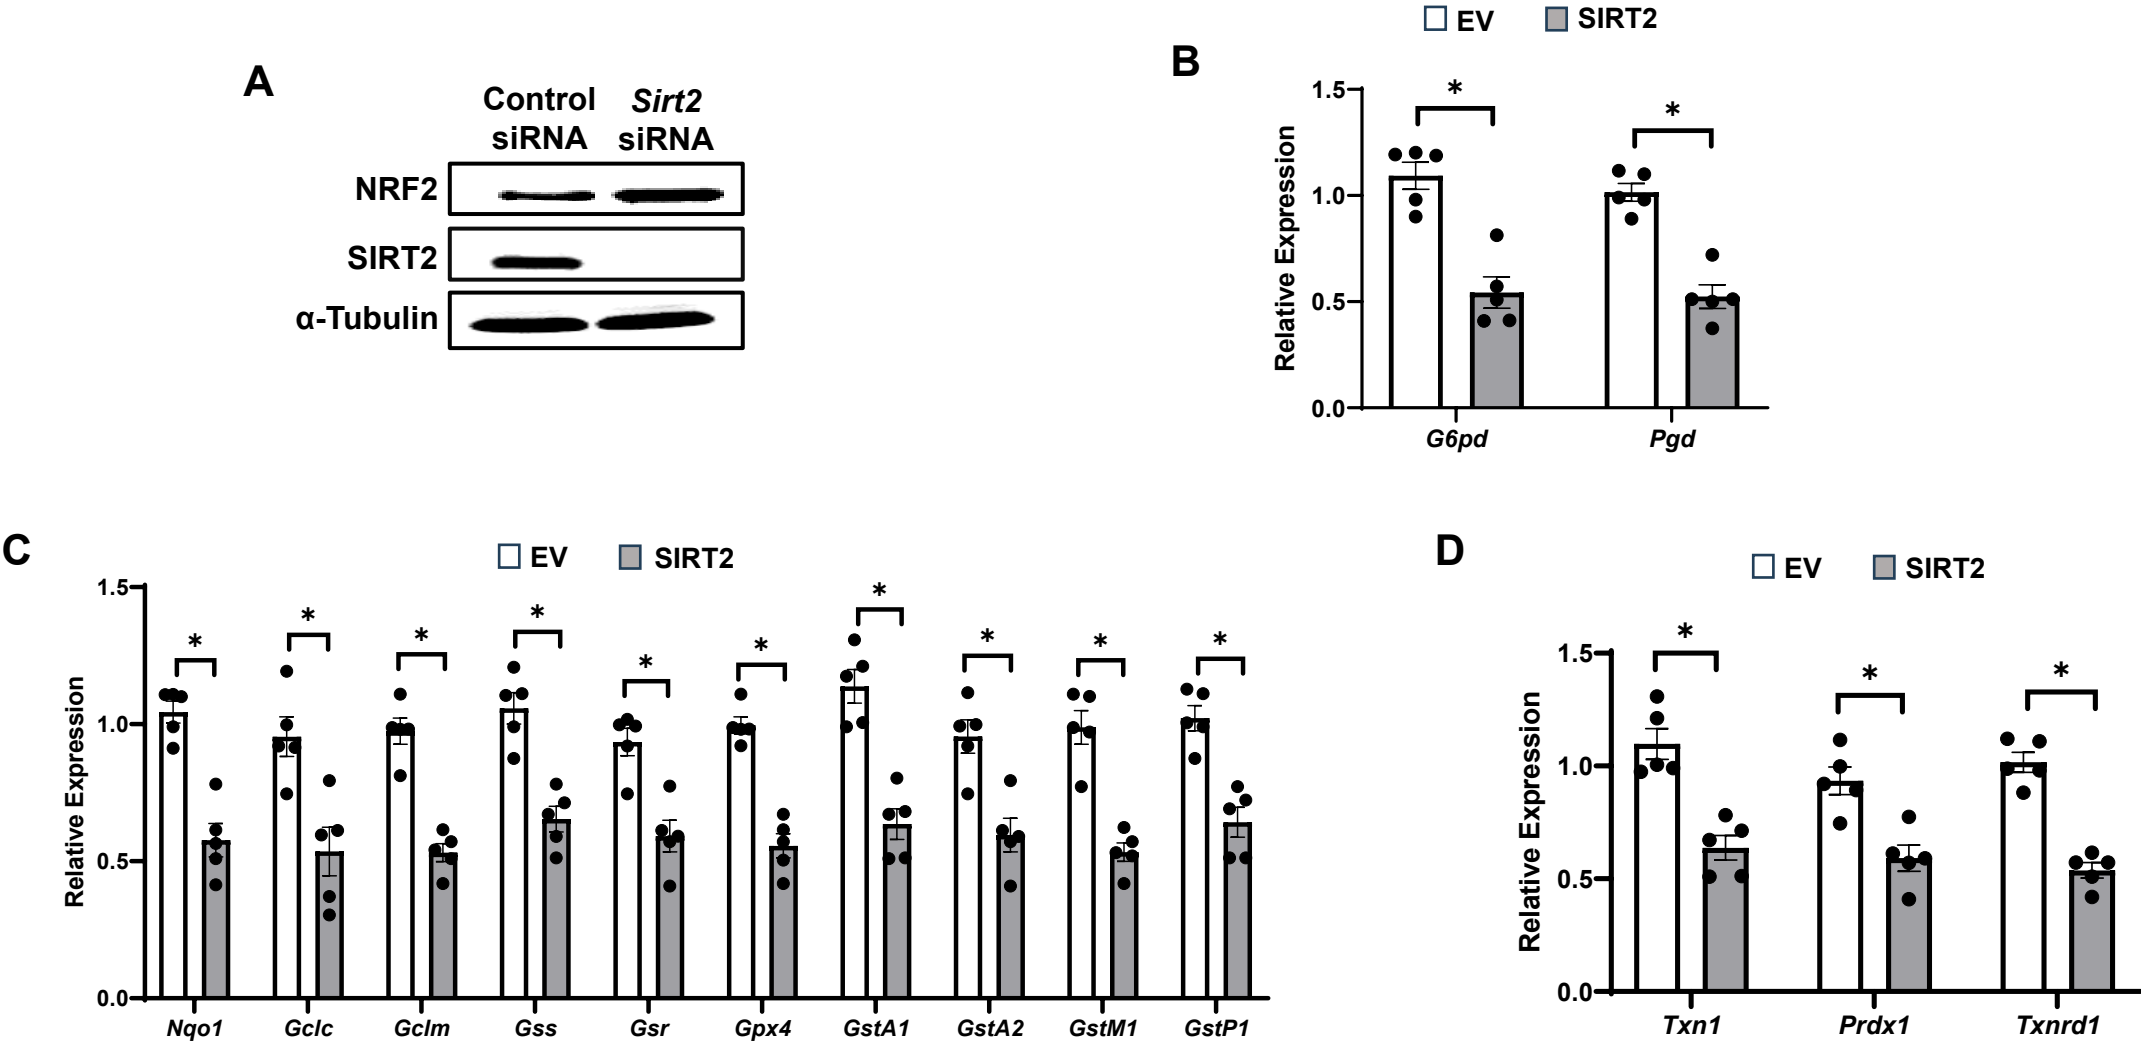 A
Control Sirt2
siRNA siRNA
NRF2
SIRT2
α-Tubulin
B
EV SIRT2
Relative Expression
1.5
1.0
0.5
0.0
*
*
G6pd Pgd
C
EV SIRT2
Relative Expression
1.5
1.0
0.5
0.0
*
*
*
*
*
*
*
*
*
*
Nqo1 Gclc Gclm Gss Gsr Gpx4 GstA1 GstA2 GstM1 GstP1
D
EV SIRT2
Relative Expression
1.5
1.0
0.5
0.0
*
*
*
Txn1 Prdx1 Txnrd1